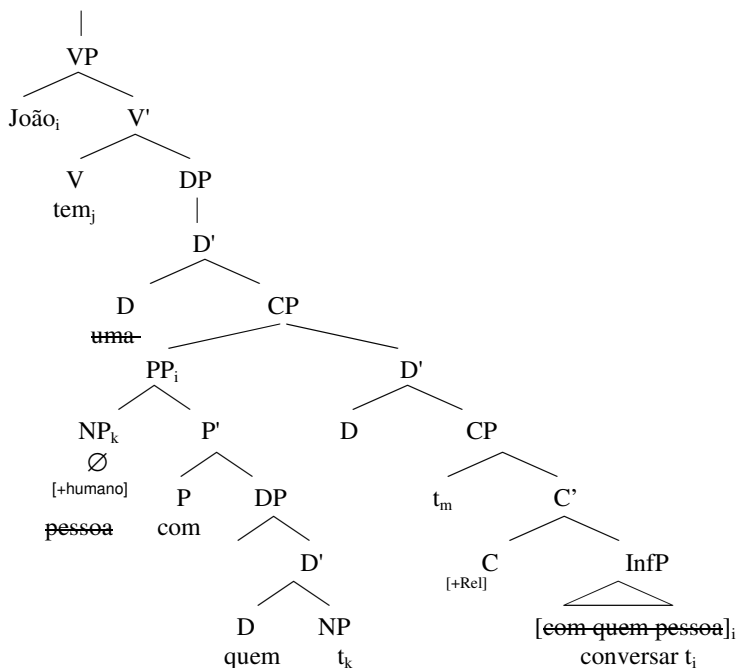 VP
João_i V'
V DP
tem_j
D'
D CP
~~uma~~
PP_i D'
NP_k P' D CP
∅
[+humano] P DP t_m C’
~~pessoa~~ com
D' C InfP
[+Rel]
D NP [~~com quem pessoa~~]_i
quem t_k conversar t_i